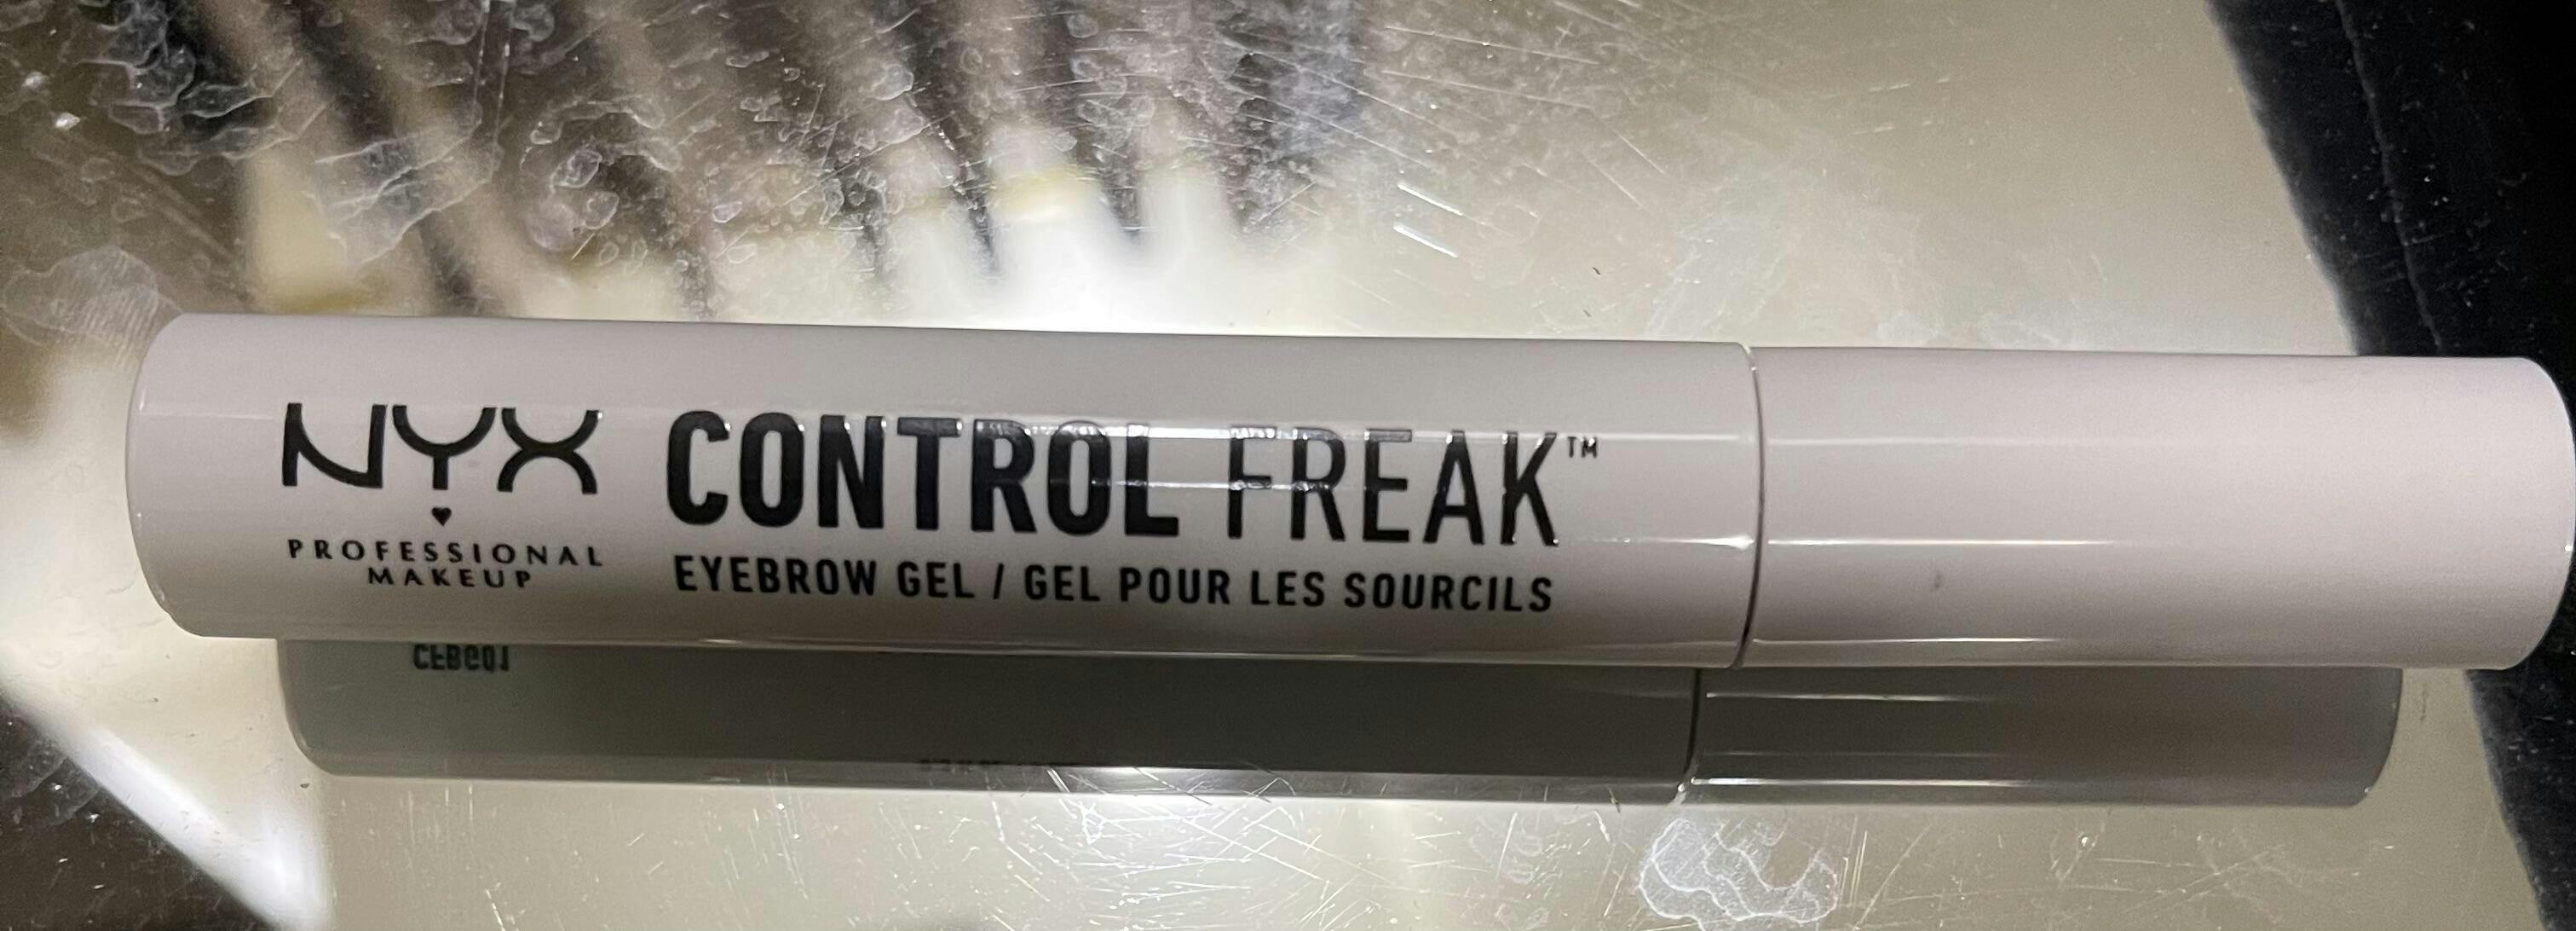 NYX
PROFESSIONAL
MAKEUP
CONTROL FREAK™
EYEBROW GEL / GEL POUR LES SOURCILS